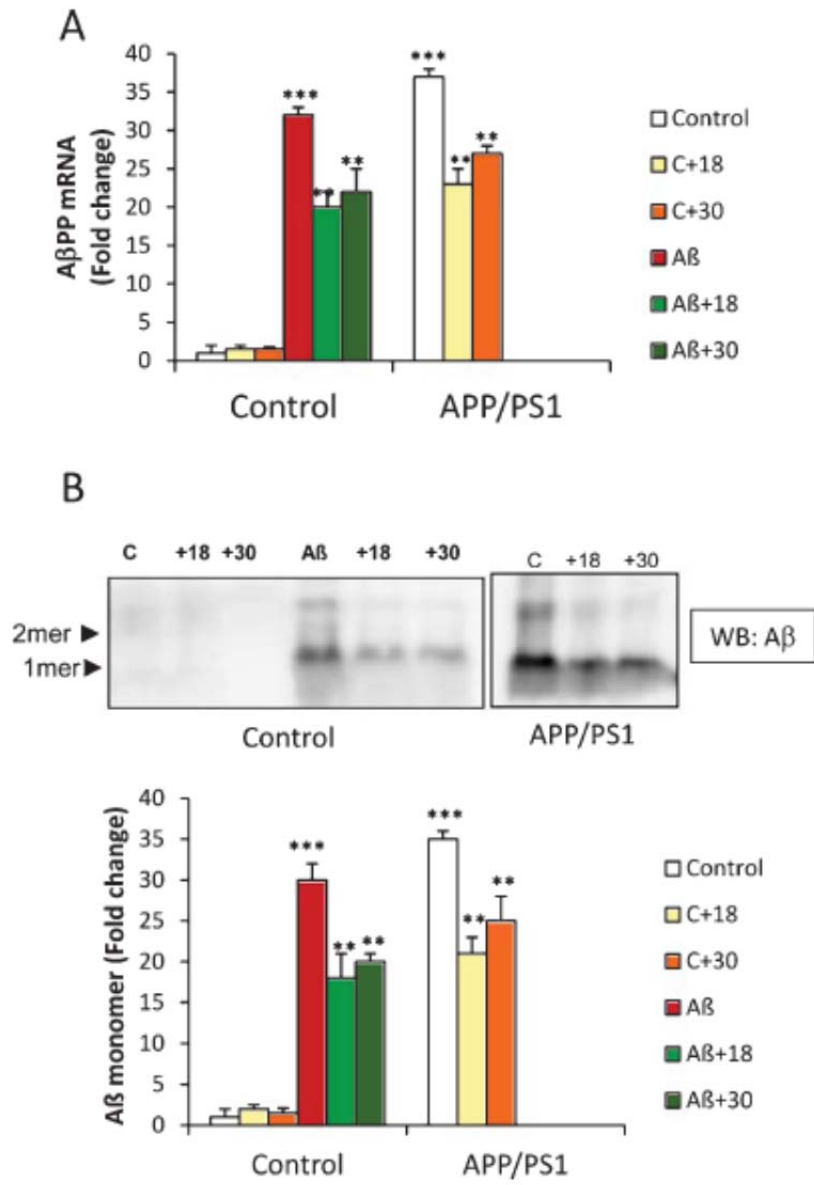 A
AβPP mRNA
(Fold change)
40
35
30
25
20
15
10
5
0
***
**
**
***
**
**
Control
APP/PS1
Control
C+18
C+30
Aß
Aß+18
Aß+30
B
C +18 +30 Aß +18 +30
C +18 +30
2mer
1mer
WB: Aβ
Control
APP/PS1
Aß monomer (Fold change)
40
35
30
25
20
15
10
5
0
***
**
**
***
**
**
Control
APP/PS1
Control
C+18
C+30
Aß
Aß+18
Aß+30